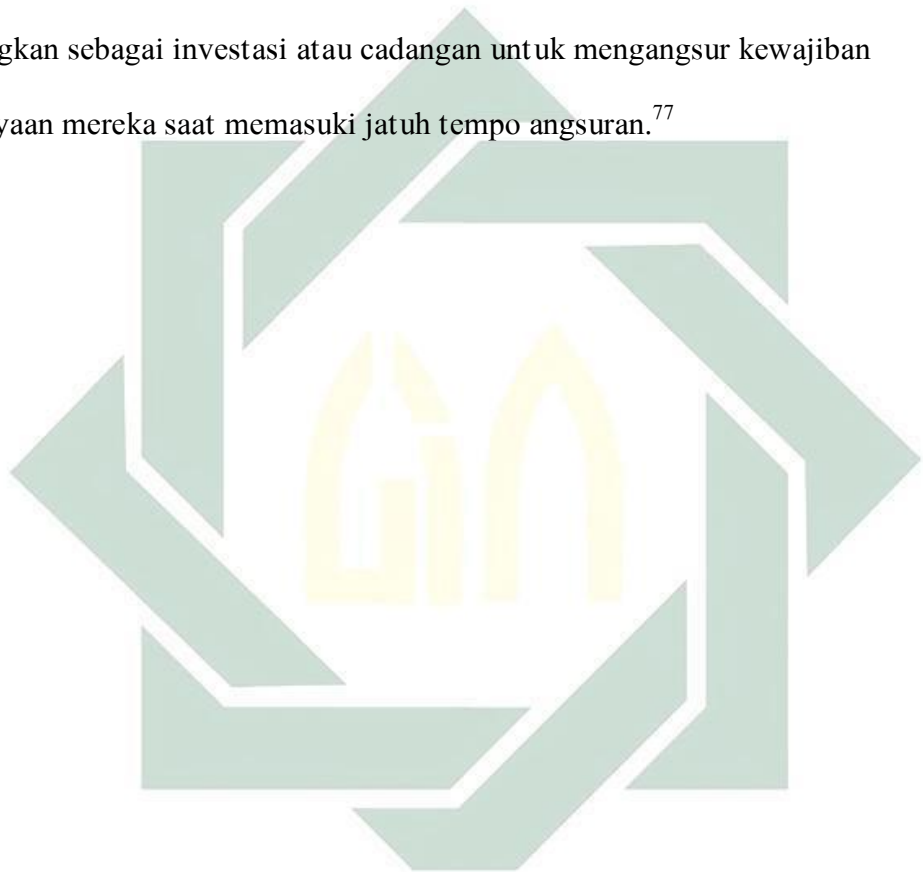 gkan sebagai investasi atau cadangan untuk mengangsur kewajiban
yaan mereka saat memasuki jatuh tempo angsuran.77